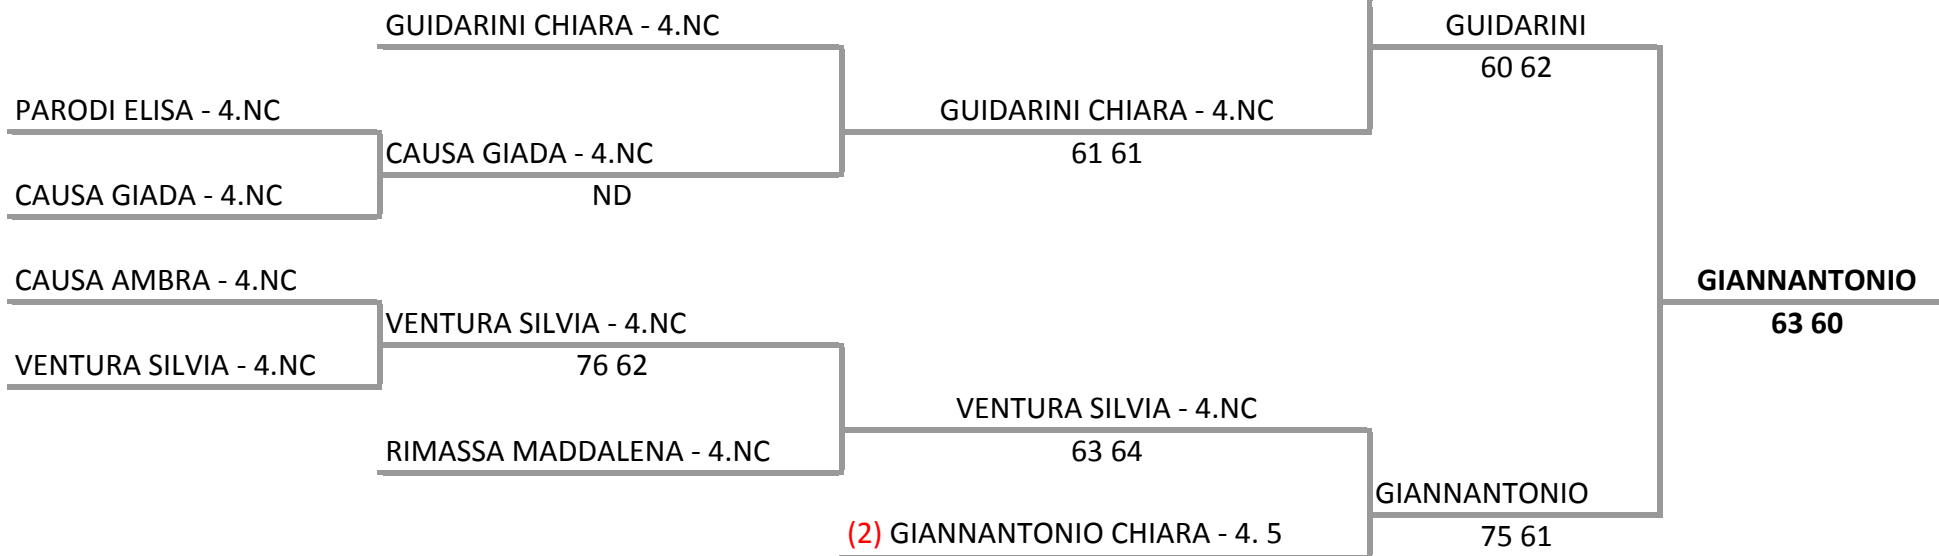 GUIDARINI CHIARA - 4.NC
GUIDARINI
60 62
PARODI ELISA - 4.NC
GUIDARINI CHIARA - 4.NC
CAUSA GIADA - 4.NC
61 61
CAUSA GIADA - 4.NC
ND
CAUSA AMBRA - 4.NC
GIANNANTONIO
VENTURA SILVIA - 4.NC
63 60
VENTURA SILVIA - 4.NC
76 62
VENTURA SILVIA - 4.NC
RIMASSA MADDALENA - 4.NC
63 64
GIANNANTONIO
(2) GIANNANTONIO CHIARA - 4. 5
75 61